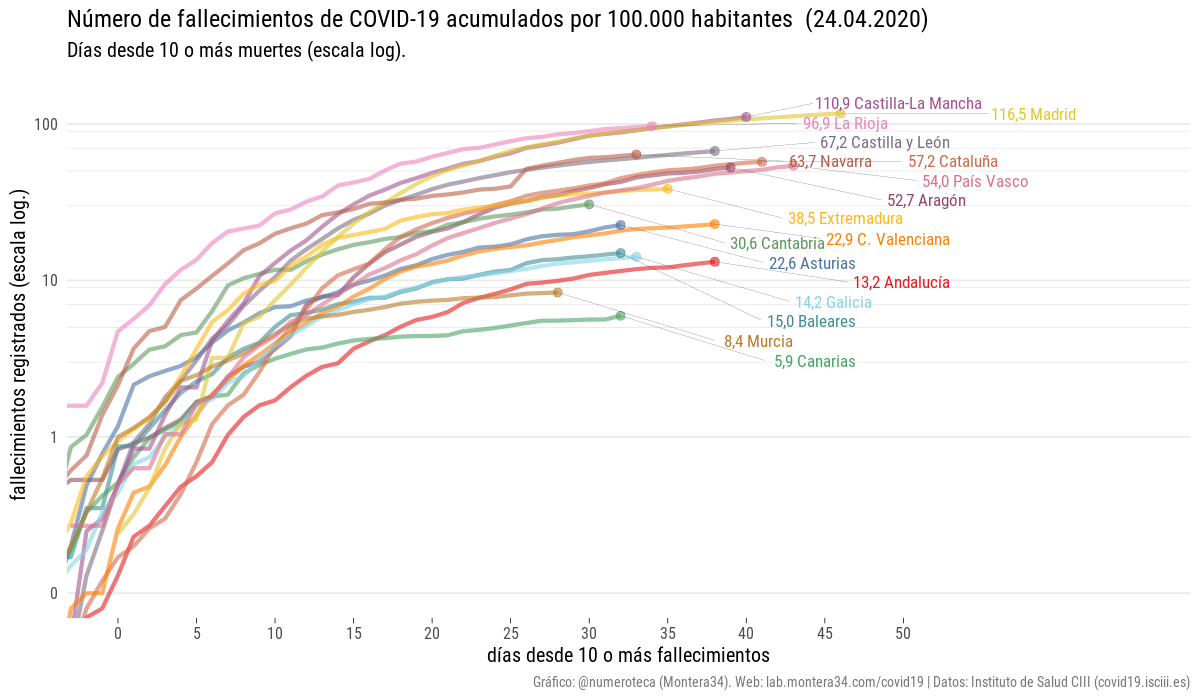 Número de fallecimientos de COVID-19 acumulados por 100.000 habitantes  (24.04.2020)
Días desde 10 o más muertes (escala log).
fallecimientos registrados (escala log.)
100
10
1
0
110,9 Castilla-La Mancha
116,5 Madrid
96,9 La Rioja
67,2 Castilla y León
63,7 Navarra
57,2 Cataluña
54,0 País Vasco
52,7 Aragón
38,5 Extremadura
22,9 C. Valenciana
30,6 Cantabria
22,6 Asturias
13,2 Andalucía
14,2 Galicia
15,0 Baleares
8,4 Murcia
5,9 Canarias
0 5 10 15 20 25 30 35 40 45 50
días desde 10 o más fallecimientos
Gráfico: @numeroteca (Montera34). Web: lab.montera34.com/covid19 | Datos: Instituto de Salud CIII (covid19.isciii.es)